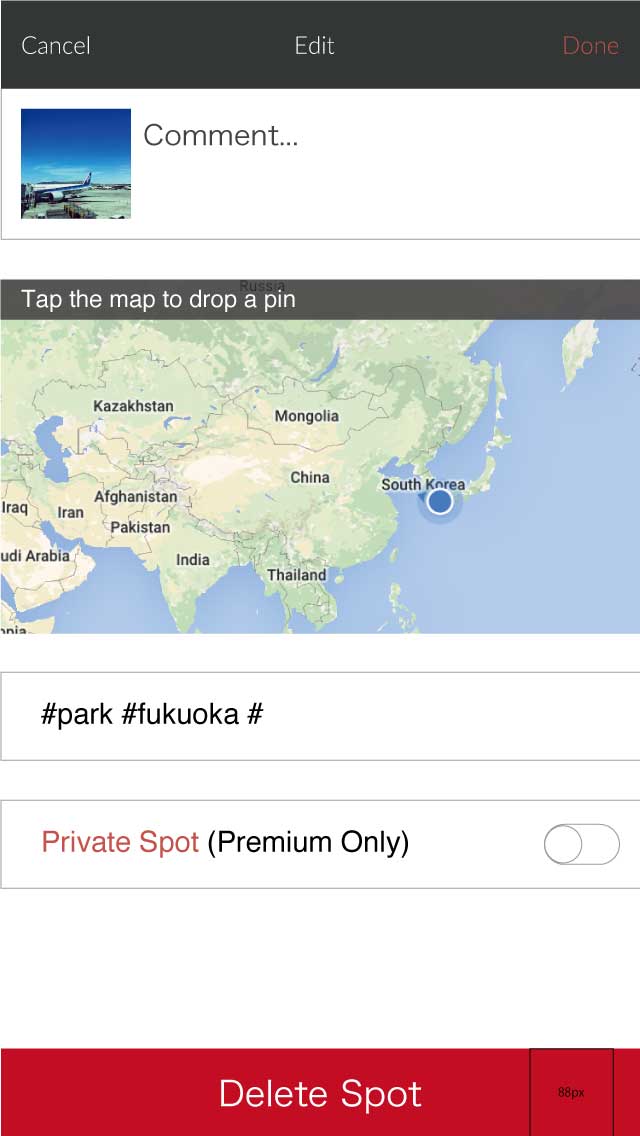 Cancel Edit Done
Comment...
Russia
Tap the map to drop a pin
Kazakhstan
Mongolia
China
South Korea
Afghanistan
Iraq
Iran
Pakistan
udi Arabia
India
Thailand
opia
#park #fukuoka #
Private Spot (Premium Only)
Delete Spot
88px